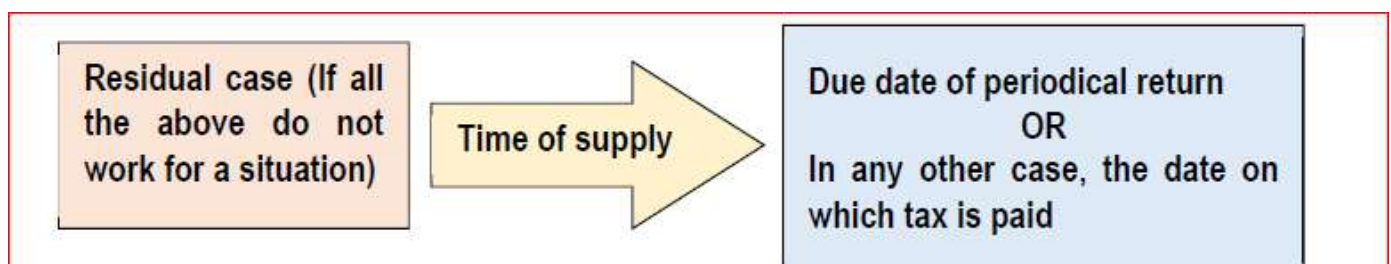 Residual case (If all
the above do not
work for a situation)
Time of supply
Due date of periodical return
OR
In any other case, the date on
which tax is paid